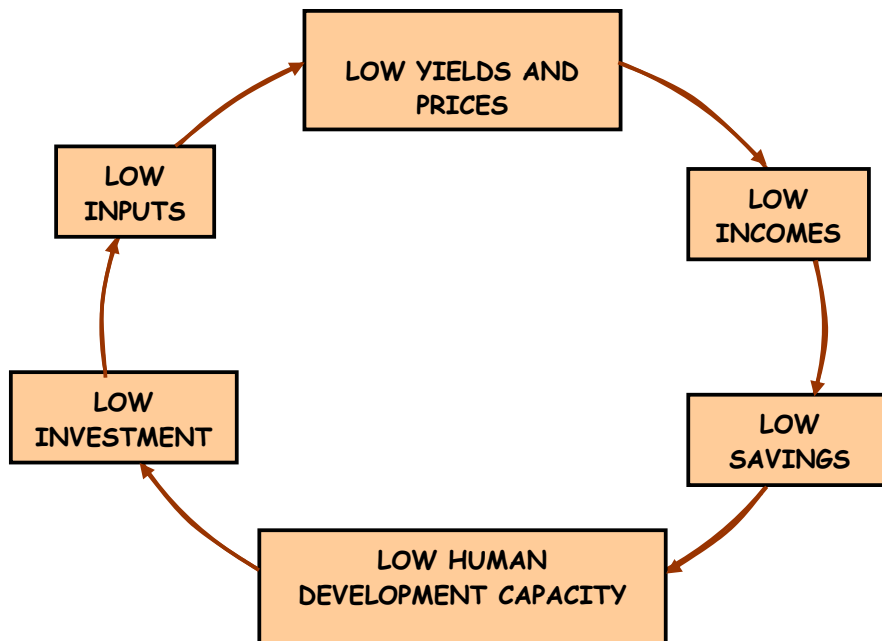 LOW YIELDS AND
PRICES
LOW
INCOMES
LOW
SAVINGS
LOW HUMAN
DEVELOPMENT CAPACITY
LOW
INVESTMENT
LOW
INPUTS